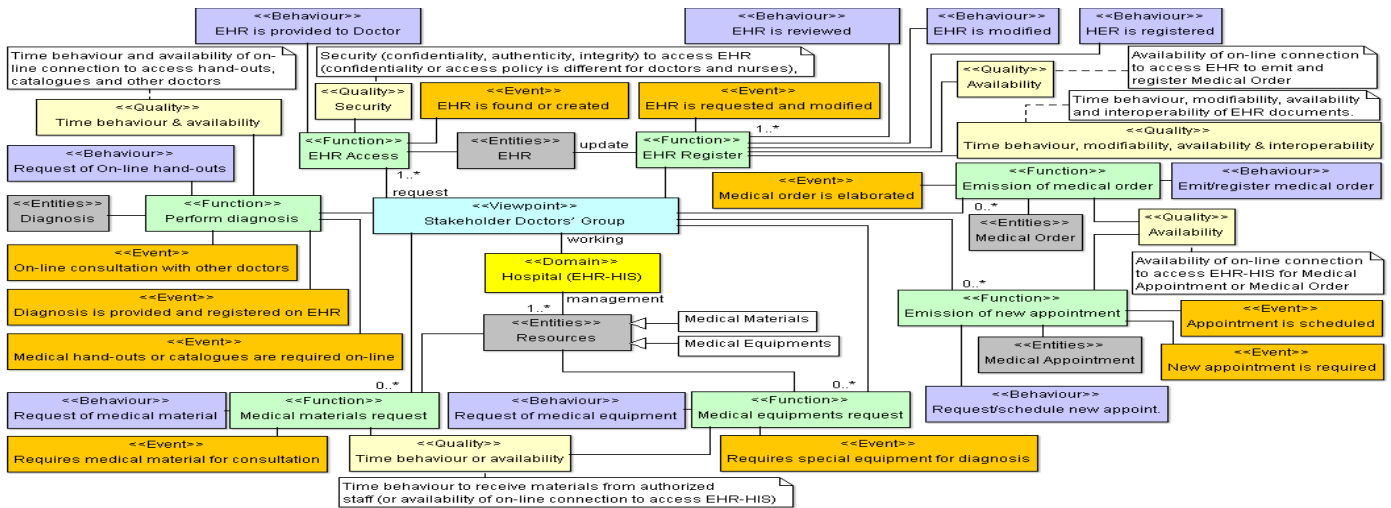 <<Behaviour>>
EHR is provided to Doctor
<<Behaviour>>
EHR is reviewed
<<Behaviour>>
EHR is modified
<<Behaviour>>
HER is registered
Time behaviour and availability of on-
line connection to access hand-outs,
catalogues and other doctors
Security (confidentiality, authenticity, integrity) to access EHR
(confidentiality or access policy is different for doctors and nurses),
Availability of on-line connection
to access EHR to emit and
register Medical Order
<<Quality>>
Availability
<<Quality>>
Security
<<Event>>
EHR is found or created
<<Event>>
EHR is requested and modified
Time behaviour, modifiability, availability
and interoperability of EHR documents.
<<Quality>>
Time behaviour & availability
<<Function>>
EHR Access
<<Entities>>
EHR
update
1..*
<<Function>>
EHR Register
<<Quality>>
Time behaviour, modifiability, availability & interoperability
<<Behaviour>>
Request of On-line hand-outs
1..*
request
<<Event>>
Medical order is elaborated
<<Function>>
Emission of medical order
<<Behaviour>>
Emit/register medical order
<<Entities>>
Diagnosis
<<Function>>
Perform diagnosis
<<Viewpoint>>
Stakeholder Doctors´ Group
0..*
<<Entities>>
Medical Order
<<Quality>>
Availability
working
<<Event>>
On-line consultation with other doctors
<<Domain>>
Hospital (EHR-HIS)
Availability of on-line connection
to access EHR-HIS for Medical
Appointment or Medical Order
0..*
<<Event>>
Diagnosis is provided and registered on EHR
management
1..*
<<Function>>
Emission of new appointment
<<Entities>>
Resources
Medical Materials
Medical Equipments
<<Event>>
Appointment is scheduled
<<Event>>
Medical hand-outs or catalogues are required on-line
<<Entities>>
Medical Appointment
<<Event>>
New appointment is required
0..*
0..*
<<Behaviour>>
Request of medical material
<<Function>>
Medical materials request
<<Behaviour>>
Request of medical equipment
<<Function>>
Medical equipments request
<<Behaviour>>
Request/schedule new appoint.
<<Event>>
Requires medical material for consultation
<<Quality>>
Time behaviour or availability
<<Event>>
Requires special equipment for diagnosis
Time behaviour to receive materials from authorized
staff (or availability of on-line connection to access EHR-HIS)